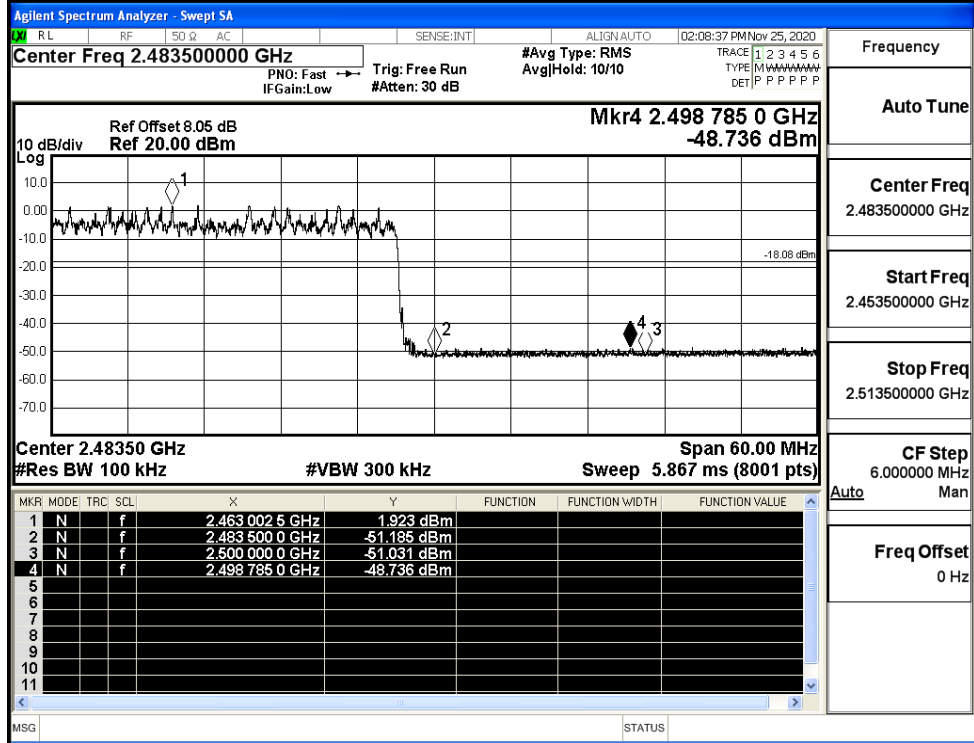 Agilent Spectrum Analyzer - Swept SA
LXI RL RF 50 Ω AC SENSE:INT ALIGN AUTO 02:08:37 PM Nov 25, 2020
Center Freq 2.483500000 GHz
PNO: Fast
IFGain:Low
Trig: Free Run
#Atten: 30 dB
#Avg Type: RMS
Avg|Hold: 10/10
TRACE 1 2 3 4 5 6
TYPE M W W W W W
DET P P P P P P
Ref Offset 8.05 dB
10 dB/div Ref 20.00 dBm
Log
Mkr4 2.498 785 0 GHz
-48.736 dBm
10.0
0.00
-10.0
-20.0
-30.0
-40.0
-50.0
-60.0
-70.0
1
2
4
3
-18.08 dBm
Center 2.48350 GHz Span 60.00 MHz
#Res BW 100 kHz #VBW 300 kHz Sweep 5.867 ms (8001 pts)
MKR MODE TRC SCL X Y FUNCTION FUNCTION WIDTH FUNCTION VALUE
1 N f 2.463 002 5 GHz 1.923 dBm
2 N f 2.483 500 0 GHz -51.185 dBm
3 N f 2.500 000 0 GHz -51.031 dBm
4 N f 2.498 785 0 GHz -48.736 dBm
5
6
7
8
9
10
11
MSG STATUS
Frequency
Auto Tune
Center Freq
2.483500000 GHz
Start Freq
2.453500000 GHz
Stop Freq
2.513500000 GHz
CF Step
6.000000 MHz
Auto Man
Freq Offset
0 Hz